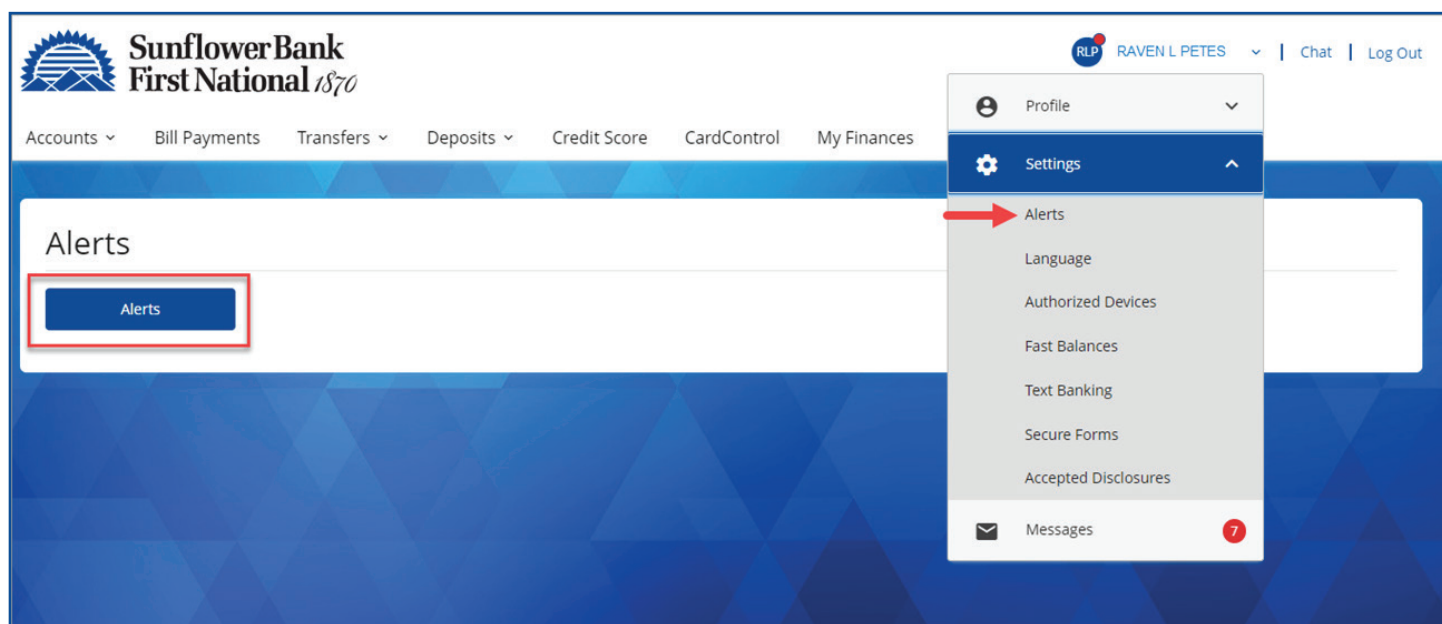 Sunflower Bank
First National 1870
RLP RAVEN L PETES | Chat | Log Out
Accounts Bill Payments Transfers Deposits Credit Score CardControl My Finances
Profile
Settings
Alerts
Language
Authorized Devices
Fast Balances
Text Banking
Secure Forms
Accepted Disclosures
Messages 7
Alerts
Alerts